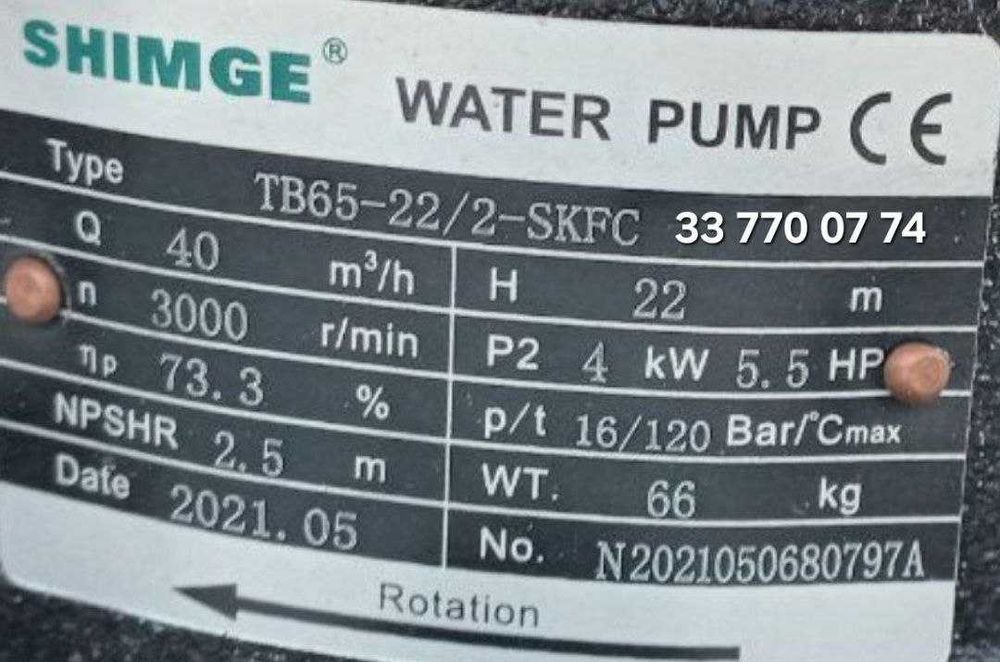 SHIMGE®
WATER PUMP CE
Type TB65-22/2-SKFC 33 770 07 74
Q 40 m³/h H 22 m
n 3000 r/min P2 4 kW 5.5 HP
ηp 73.3 % p/t 16/120 Bar/℃max
NPSHR 2.5 m WT. 66 kg
Date 2021.05 No. N2021050680797A
Rotation